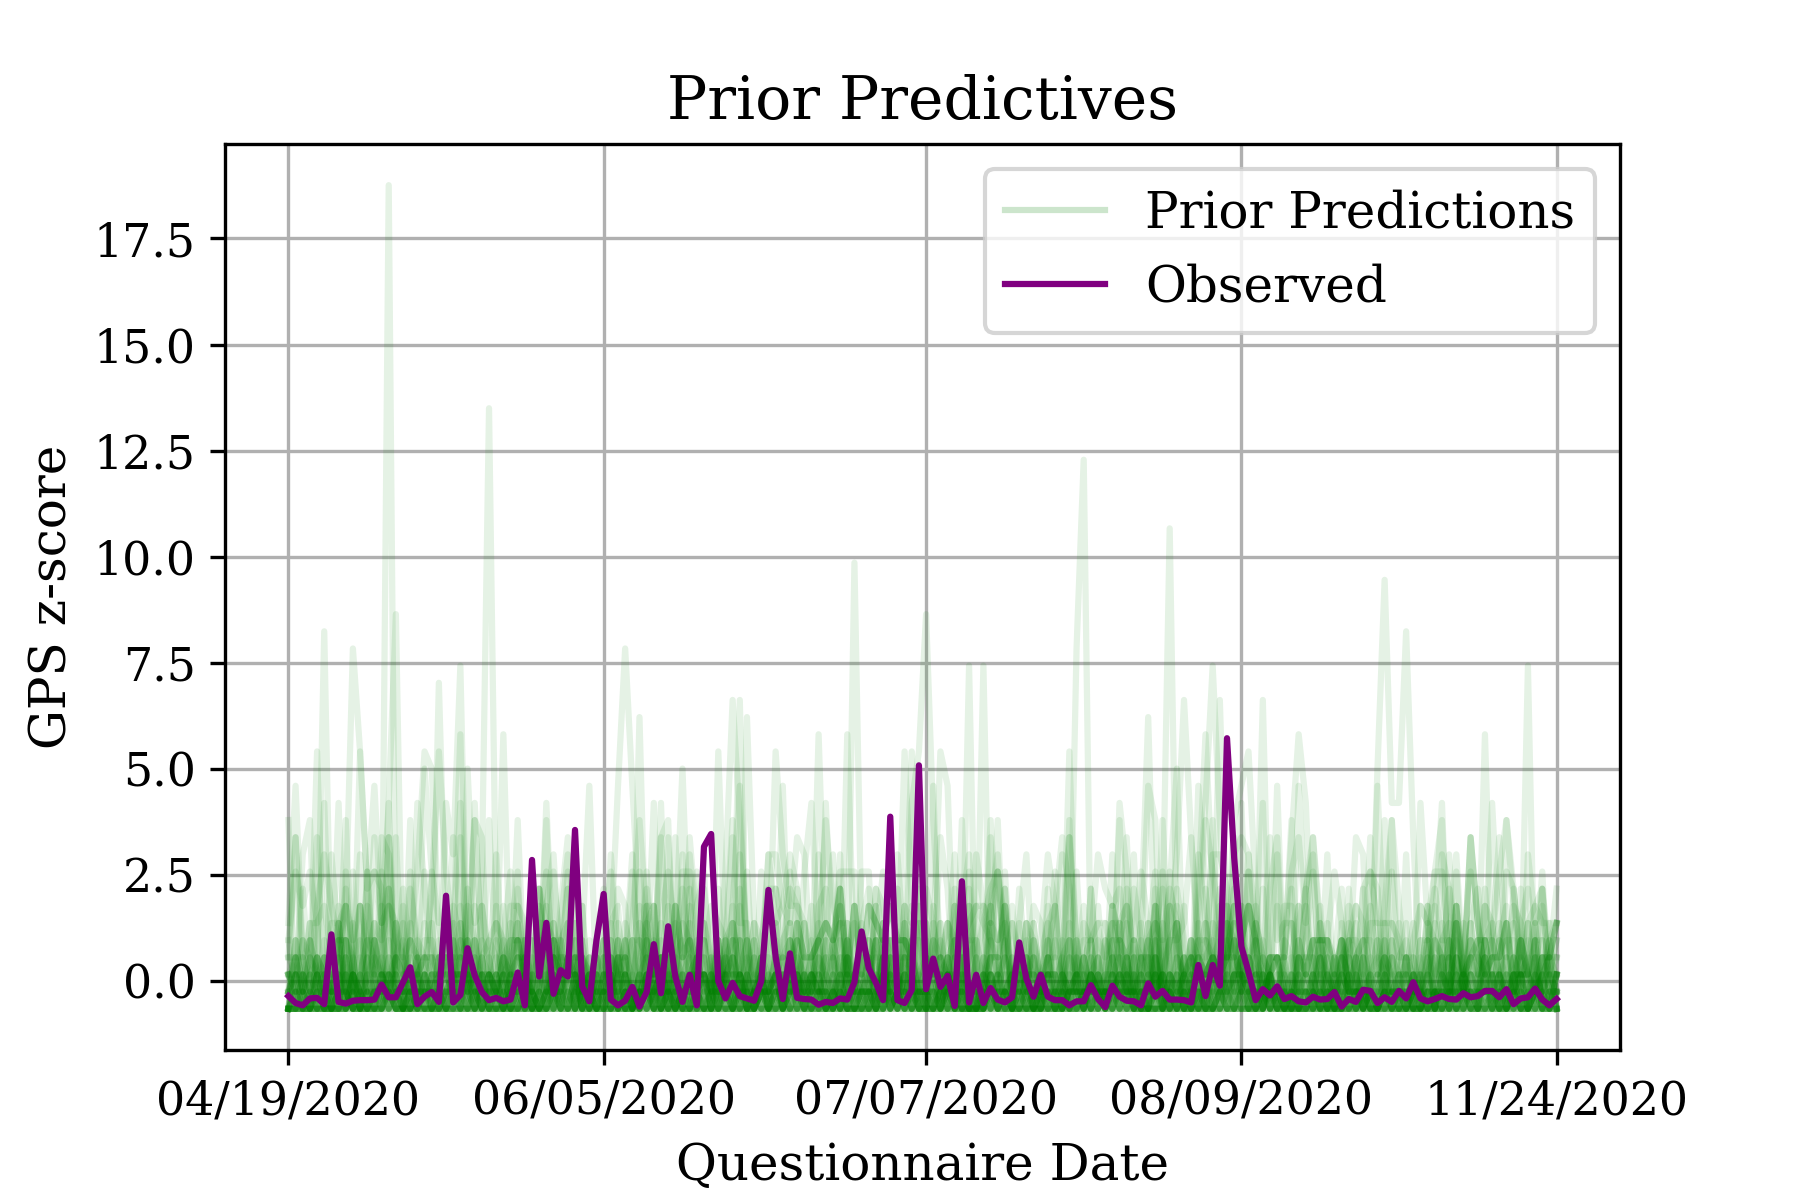 Prior Predictives
Prior Predictions
Observed
17.5
15.0
12.5
10.0
7.5
5.0
2.5
0.0
GPS z-score
04/19/2020 06/05/2020 07/07/2020 08/09/2020 11/24/2020
Questionnaire Date